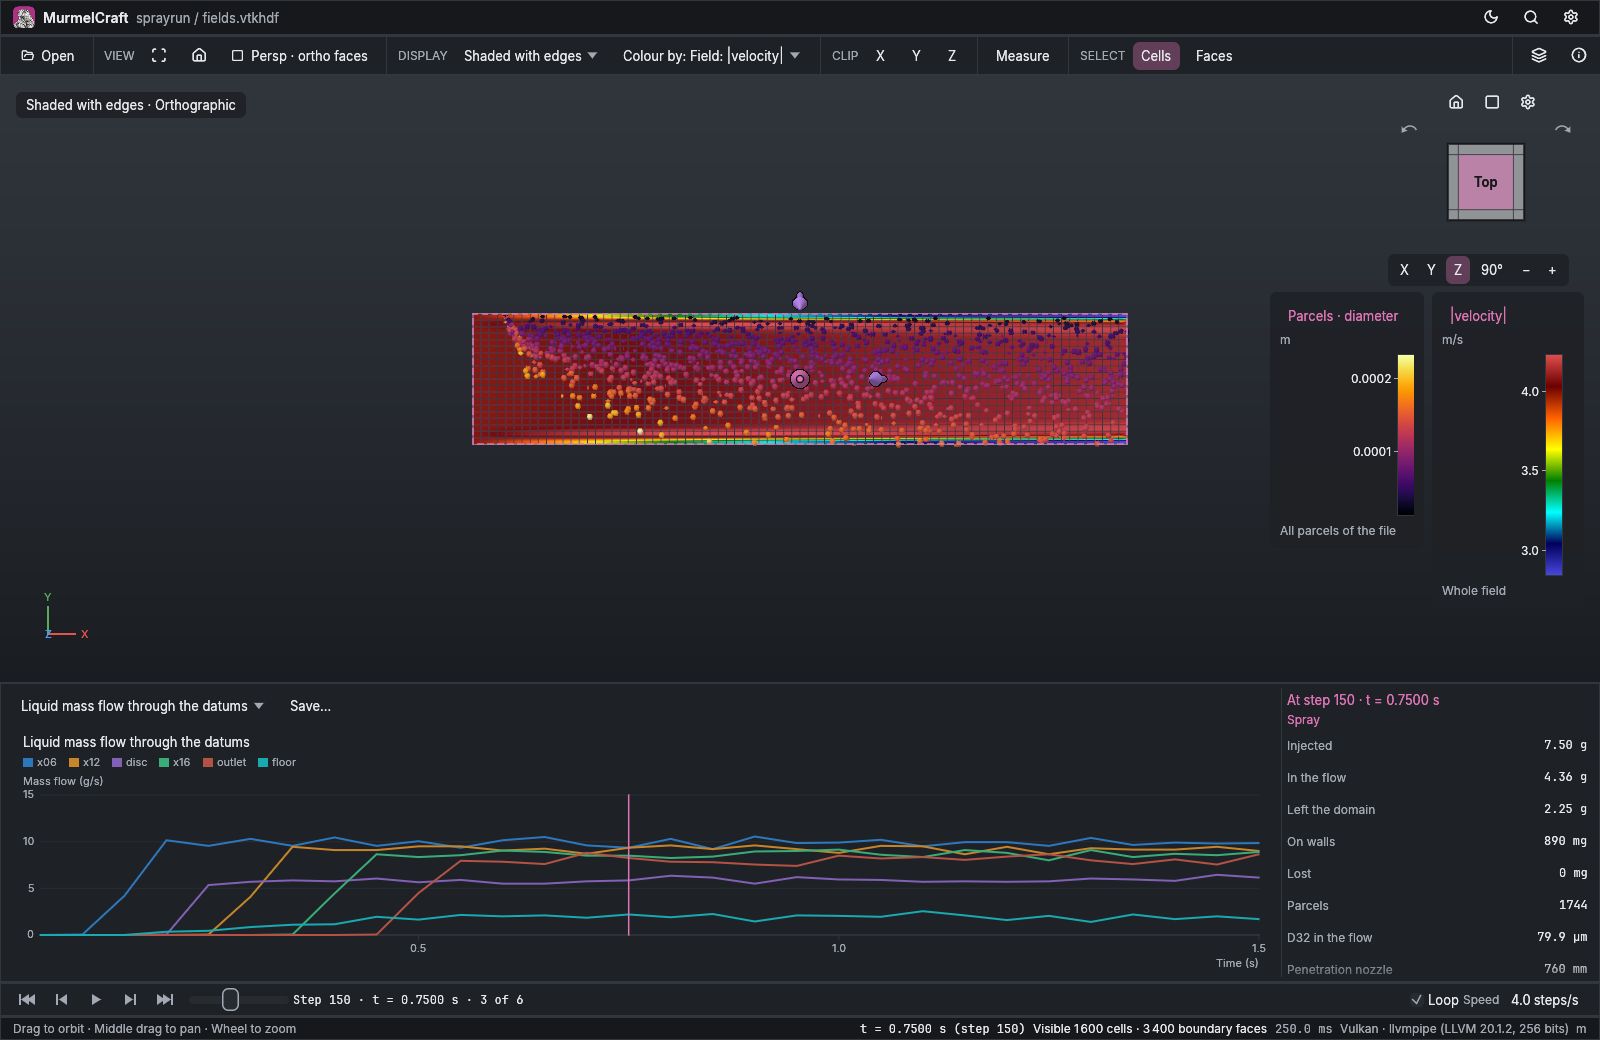 MurmelCraft sprayrun / fields.vtkhdf
Open VIEW Persp · ortho faces DISPLAY Shaded with edges Colour by: Field: |velocity| CLIP X Y Z Measure SELECT Cells Faces
Shaded with edges · Orthographic
Top
X Y Z 90° − +
Parcels · diameter
m
0.0002
0.0001
All parcels of the file
|velocity|
m/s
4.0
3.5
3.0
Whole field
Y
Z X
Liquid mass flow through the datums Save...
Liquid mass flow through the datums
x06 x12 disc x16 outlet floor
Mass flow (g/s)
15
10
5
0
0.5 1.0 1.5
Time (s)
At step 150 · t = 0.7500 s
Spray
Injected 7.50 g
In the flow 4.36 g
Left the domain 2.25 g
On walls 890 mg
Lost 0 mg
Parcels 1744
D32 in the flow 79.9 µm
Penetration nozzle 760 mm
Step 150 · t = 0.7500 s · 3 of 6 Loop Speed 4.0 steps/s
Drag to orbit · Middle drag to pan · Wheel to zoom t = 0.7500 s (step 150) Visible 1600 cells · 3 400 boundary faces 250.0 ms Vulkan · llvmpipe (LLVM 20.1.2, 256 bits) m